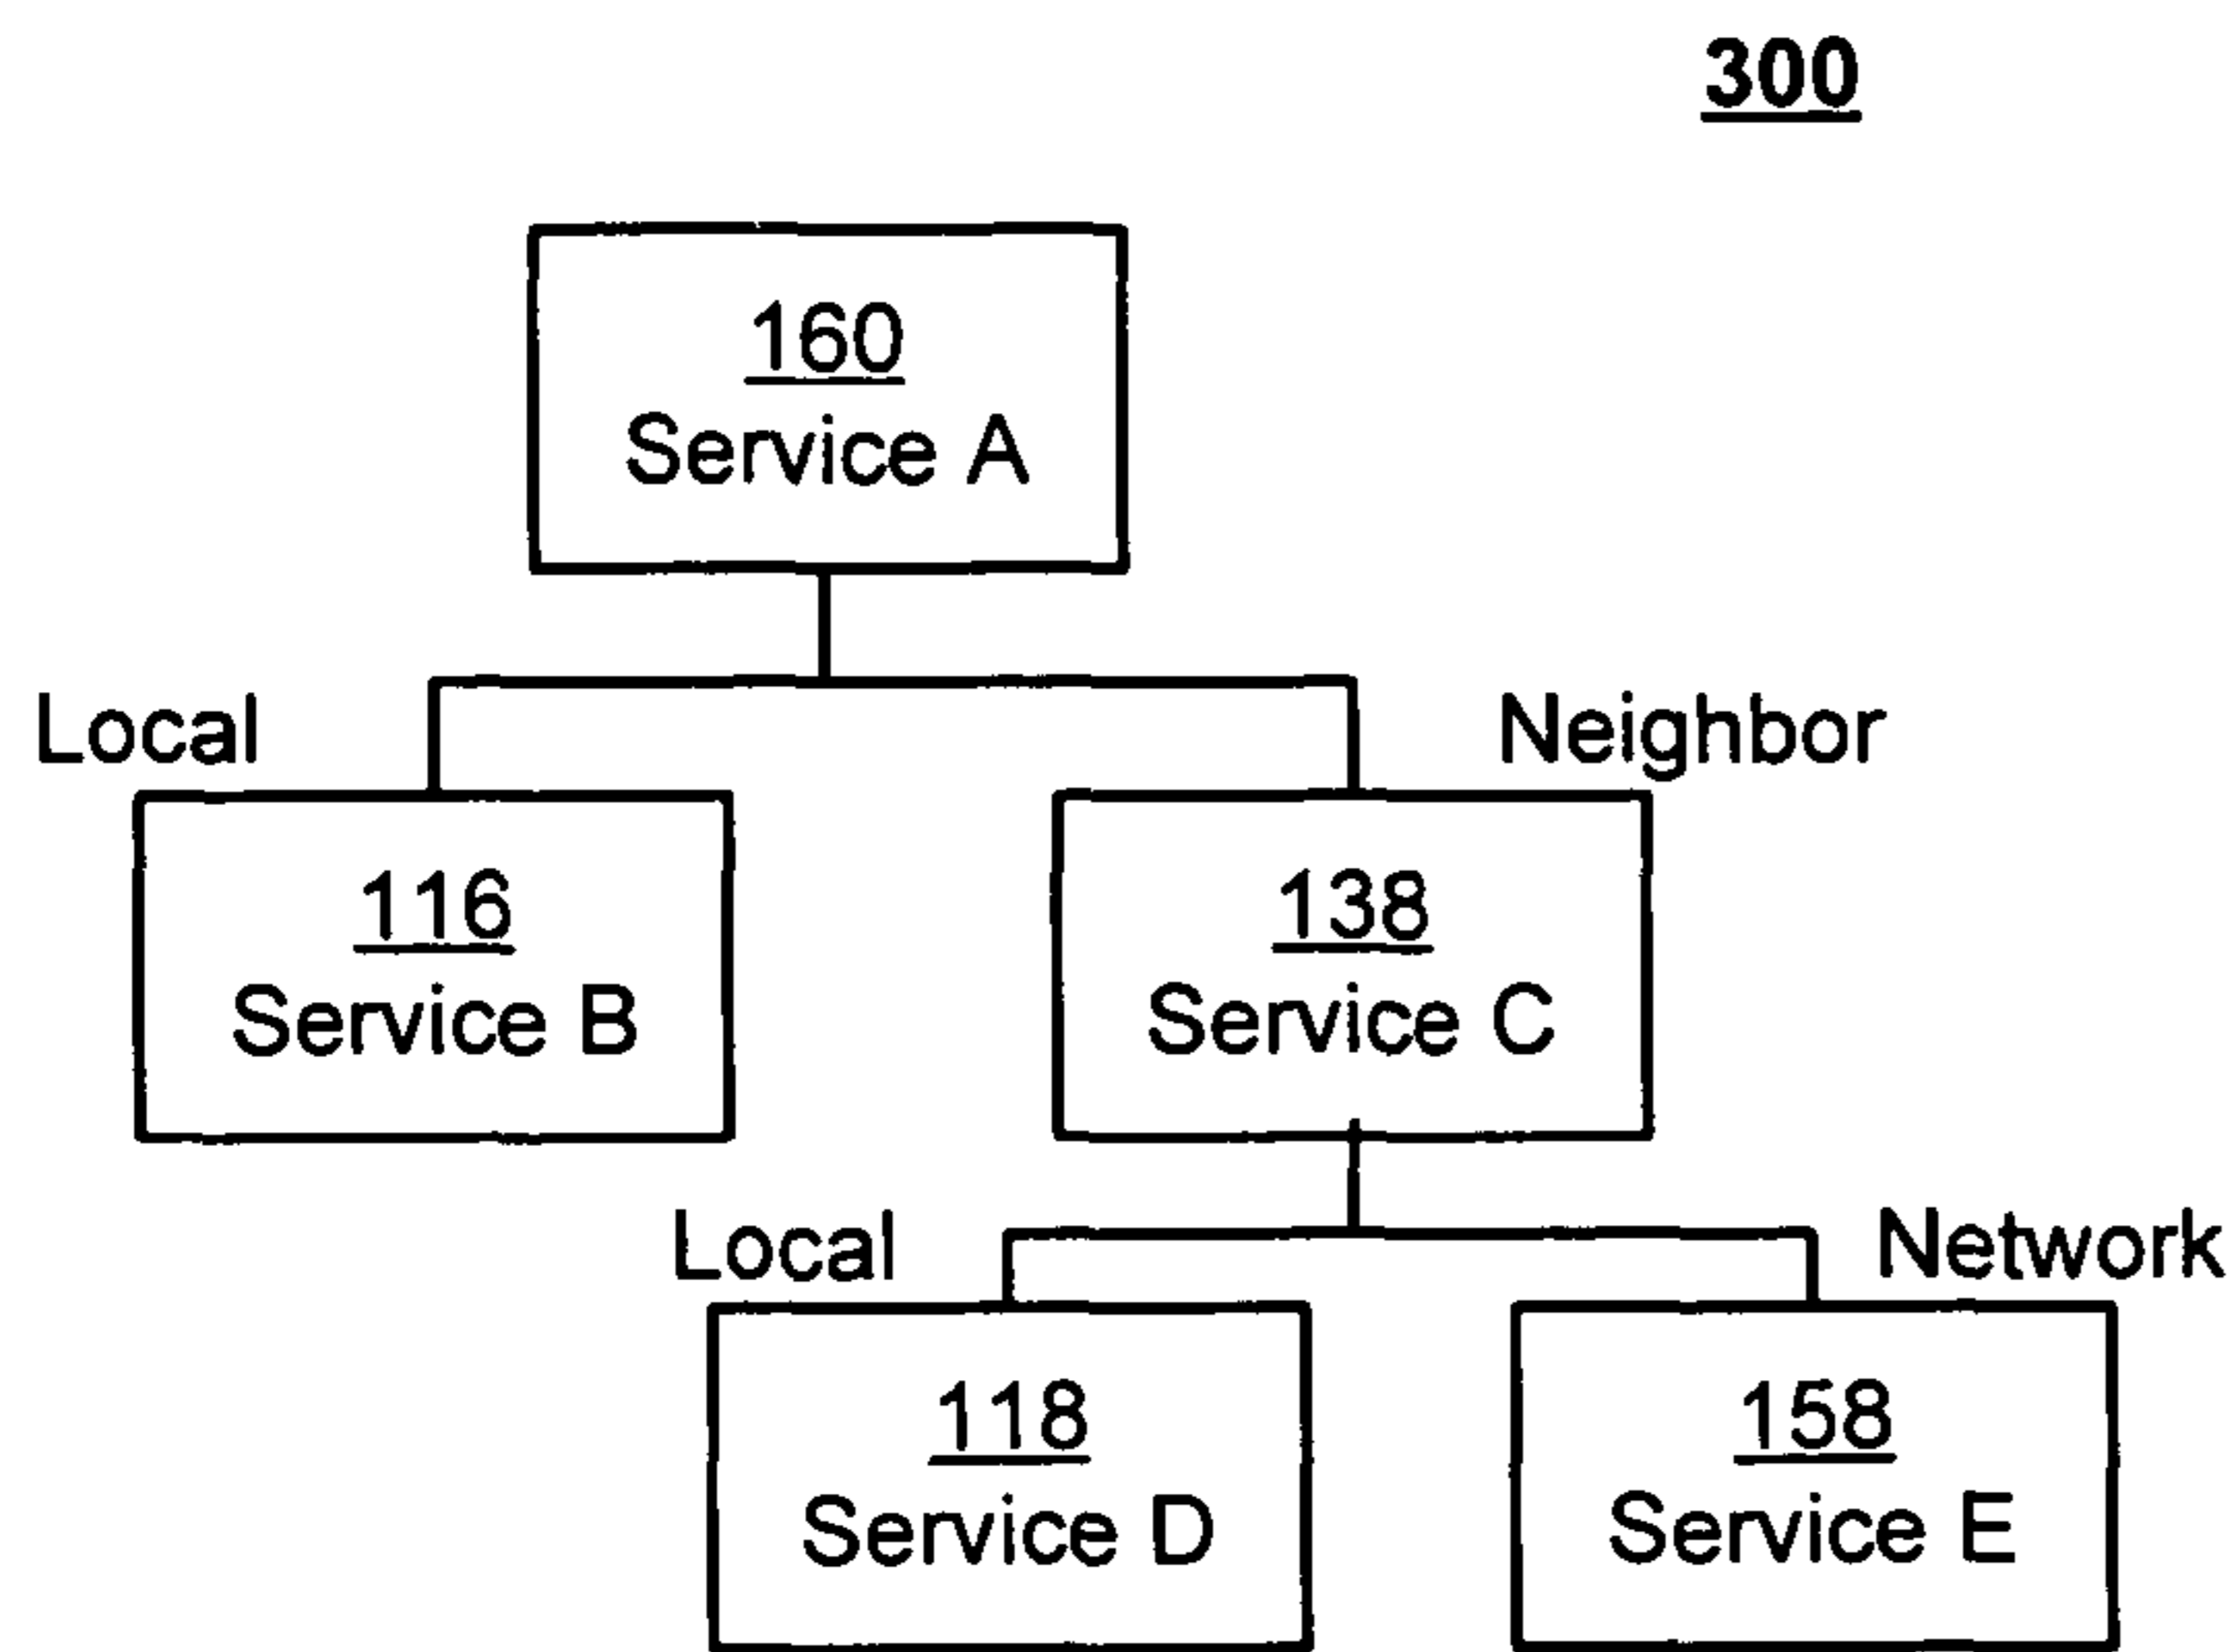 300
160
Service A
Local
Neighbor
116
Service B
138
Service C
Local
Network
118
Service D
158
Service E